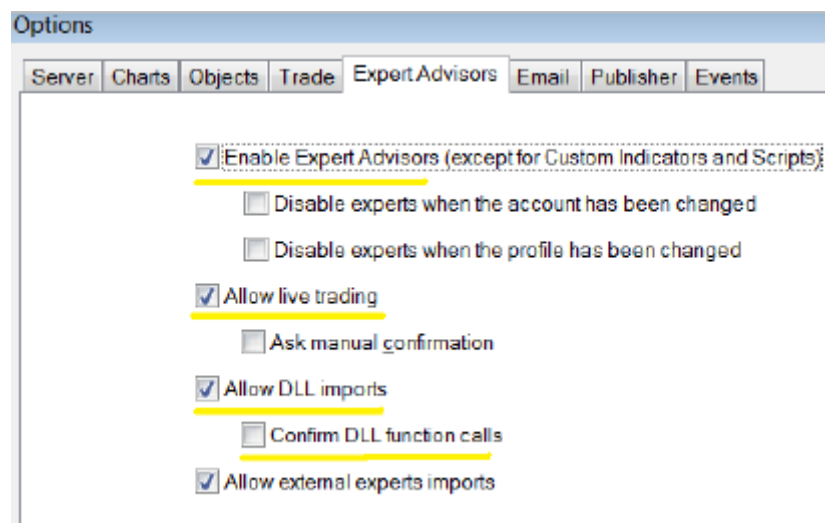 Options
Server Charts Objects Trade Expert Advisors Email Publisher Events
Enable Expert Advisors (except for Custom Indicators and Scripts)
Disable experts when the account has been changed
Disable experts when the profile has been changed
Allow live trading
Ask manual confirmation
Allow DLL imports
Confirm DLL function calls
Allow external experts imports